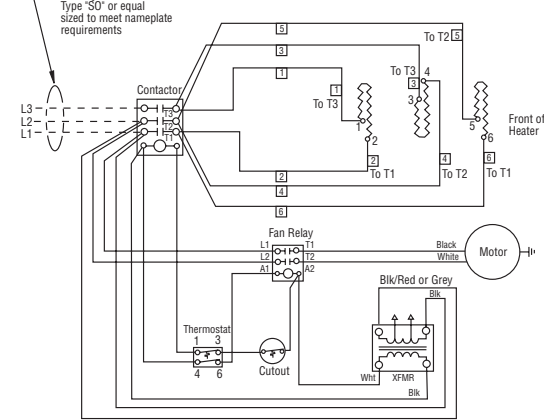 Type "SO" or equal
sized to meet nameplate
requirements
5
To T2 5
3
Contactor
1
1
To T3
To T3
3
4
3
L3
L2
L1
T3
T2
T1
1
2
5
6
Front of
Heater
2
To T1
4
To T2
6
To T1
2
4
6
Fan Relay
L1 T1
L2 T2
A1 A2
Black
White
Motor
Blk/Red or Grey
Blk
Thermostat
1 3
4 6
Cutout
Wht
XFMR
Blk